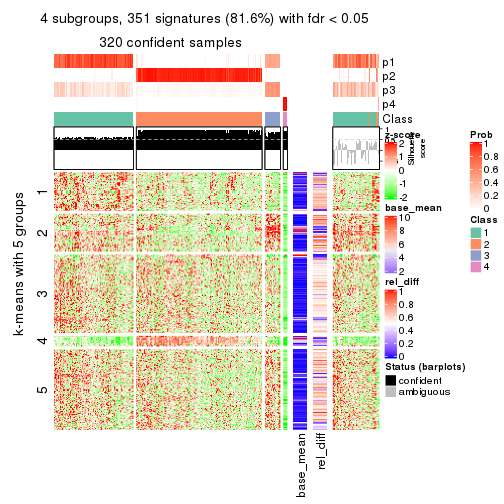 4 subgroups, 351 signatures (81.6%) with fdr < 0.05
320 confident samples
p1
p2
p3
p4
Class
1
0.5
Silhouette
score
k-means with 5 groups
1
2
3
4
5
base_mean
rel_diff
z-score
2
1
0
-1
-2
base_mean
10
8
6
4
2
rel_diff
1
0.8
0.6
0.4
0.2
0
Status (barplots)
confident
ambiguous
Prob
1
0.8
0.6
0.4
0.2
0
Class
1
2
3
4